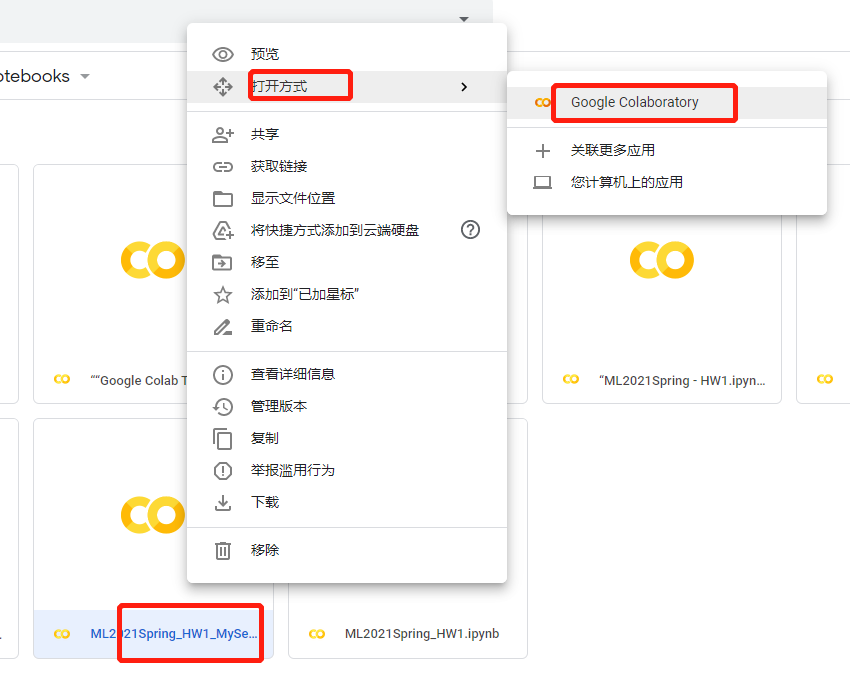 otebooks
预览
打开方式
Google Colaboratory
关联更多应用
您计算机上的应用
共享
获取链接
显示文件位置
将快捷方式添加到云端硬盘
移至
添加到“已加星标”
重命名
查看详细信息
管理版本
复制
举报滥用行为
下载
移除
““Google Colab T
“ML2021Spring - HW1.ipyn...
ML2021Spring_HW1_MySe...
ML2021Spring_HW1.ipynb